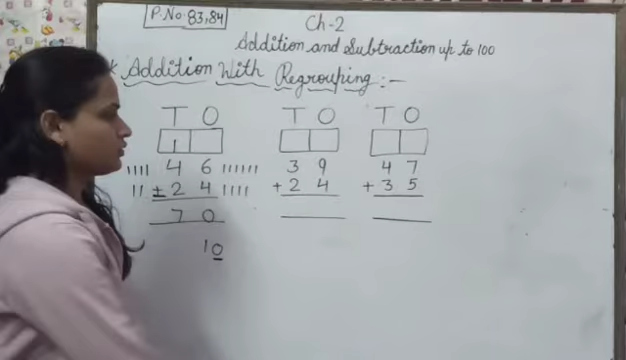 P.No. 83,84
Ch-2
Addition and Subtraction up to 100
* Addition With Regrouping :-
T O T O T O
1
4 6 3 9 4 7
+ 2 4 + 2 4 + 3 5
7 0
10